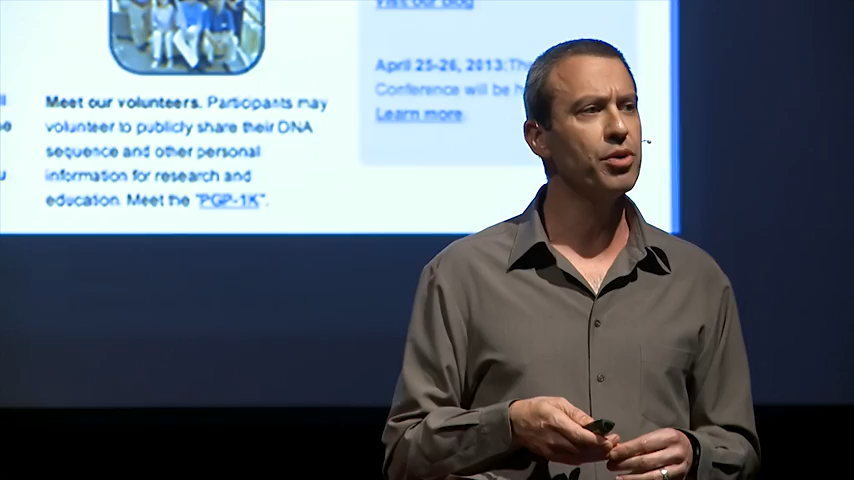 Visit our blog
April 25-26, 2013:
Conference will be
Learn more
Meet our volunteers. Participants may
volunteer to publicly share their DNA
sequence and other personal
information for research and
education. Meet the "PGP-1K".